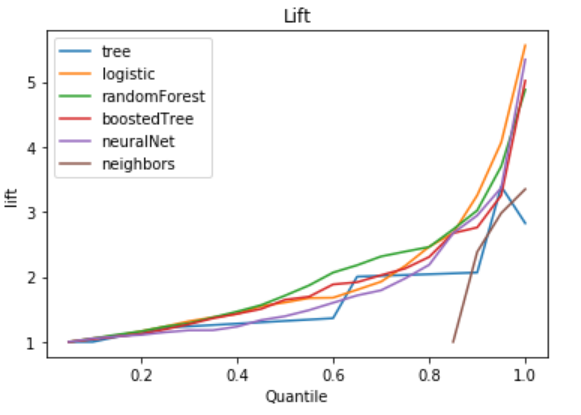 Lift
tree
logistic
randomForest
boostedTree
neuralNet
neighbors
5
4
3
2
1
lift
0.2 0.4 0.6 0.8 1.0
Quantile